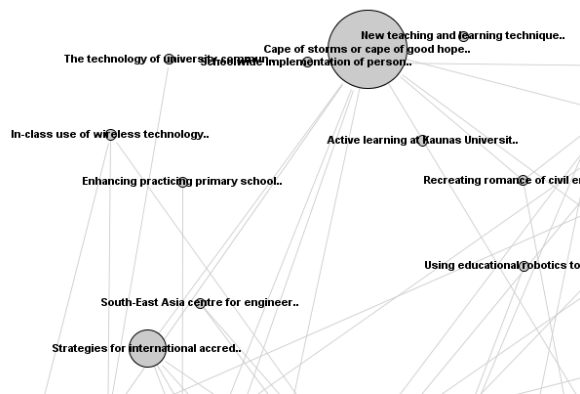 New teaching and learning technique..
Cape of storms or cape of good hope..
The technology of university commun..
Schoolwide implementation of person..
In-class use of wireless technology..
Active learning at Kaunas Universit..
Enhancing practicing primary school..
Recreating romance of civil en
Using educational robotics to
South-East Asia centre for engineer..
Strategies for international accred..